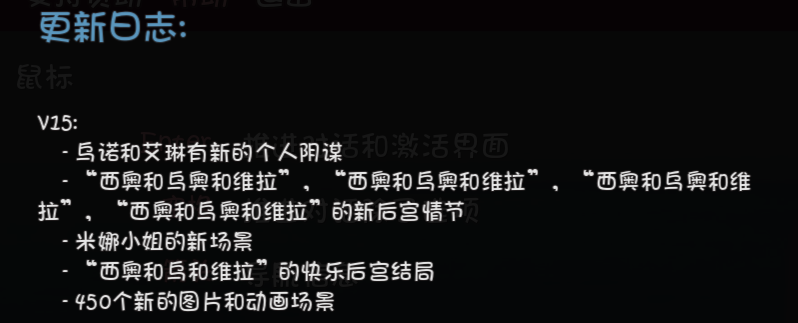 更新日志:
鼠标
V15:
- 乌诺和艾琳有新的个人阴谋
- “西奥和乌奥和维拉”，“西奥和乌奥和维拉”，“西奥和乌奥和维
拉”，“西奥和乌奥和维拉”的新后宫情节
- 米娜小姐的新场景
- “西奥和乌和维拉”的快乐后宫结局
- 450个新的图片和动画场景